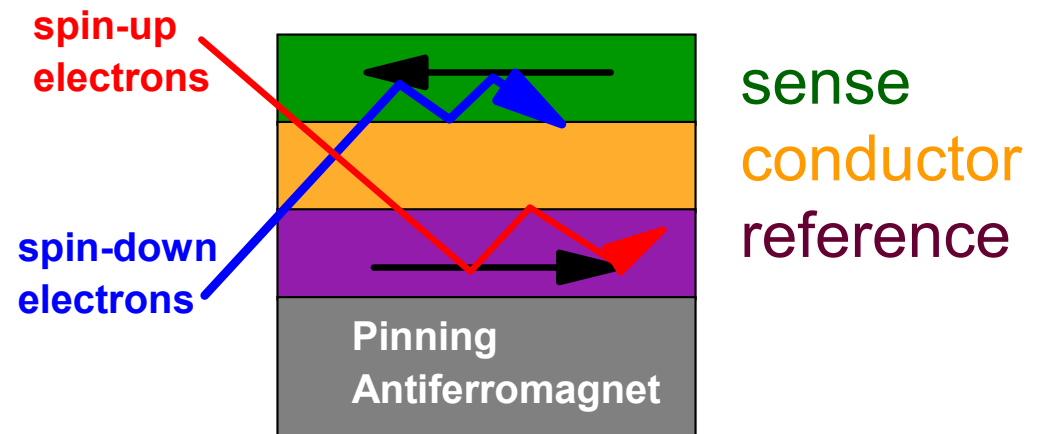 spin-up
electrons
sense
conductor
reference
spin-down
electrons
Pinning
Antiferromagnet